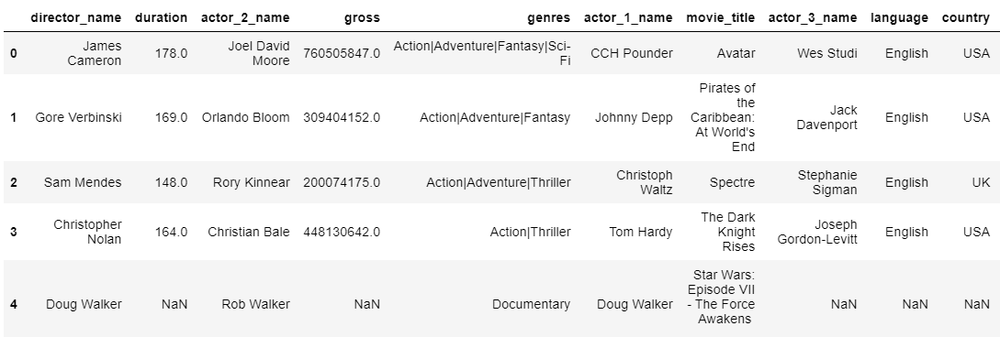 director_name duration actor_2_name gross genres actor_1_name movie_title actor_3_name language country
0 James Cameron 178.0 Joel David Moore 760505847.0 Action|Adventure|Fantasy|Sci-Fi CCH Pounder Avatar Wes Studi English USA
1 Gore Verbinski 169.0 Orlando Bloom 309404152.0 Action|Adventure|Fantasy Johnny Depp Pirates of the Caribbean: At World's End Jack Davenport English USA
2 Sam Mendes 148.0 Rory Kinnear 200074175.0 Action|Adventure|Thriller Christoph Waltz Spectre Stephanie Sigman English UK
3 Christopher Nolan 164.0 Christian Bale 448130642.0 Action|Thriller Tom Hardy The Dark Knight Rises Joseph Gordon-Levitt English USA
4 Doug Walker NaN Rob Walker NaN Documentary Doug Walker Star Wars: Episode VII - The Force Awakens NaN NaN NaN